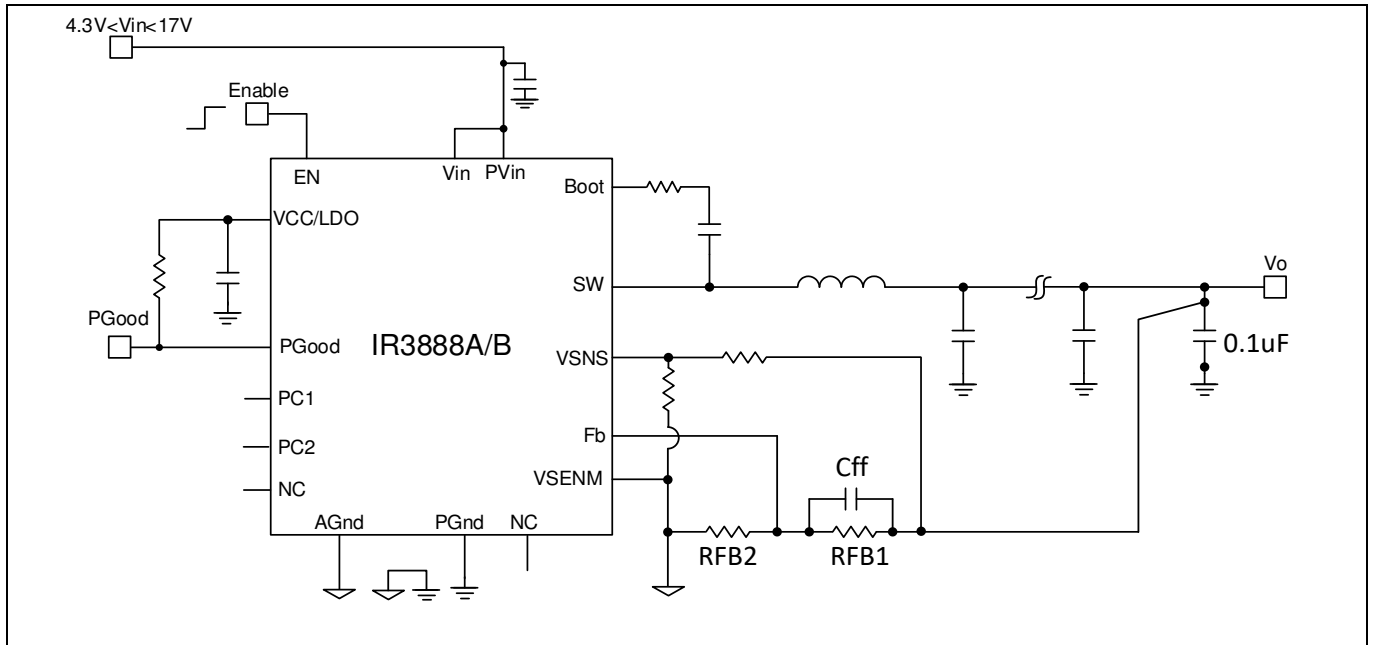 4.3V<Vin<17V
Enable
EN
Vin
PVin
Boot
VCC/LDO
SW
Vo
PGood
PGood
IR3888A/B
VSNS
0.1uF
PC1
Fb
PC2
Cff
VSENM
NC
AGnd
PGnd
NC
RFB2
RFB1